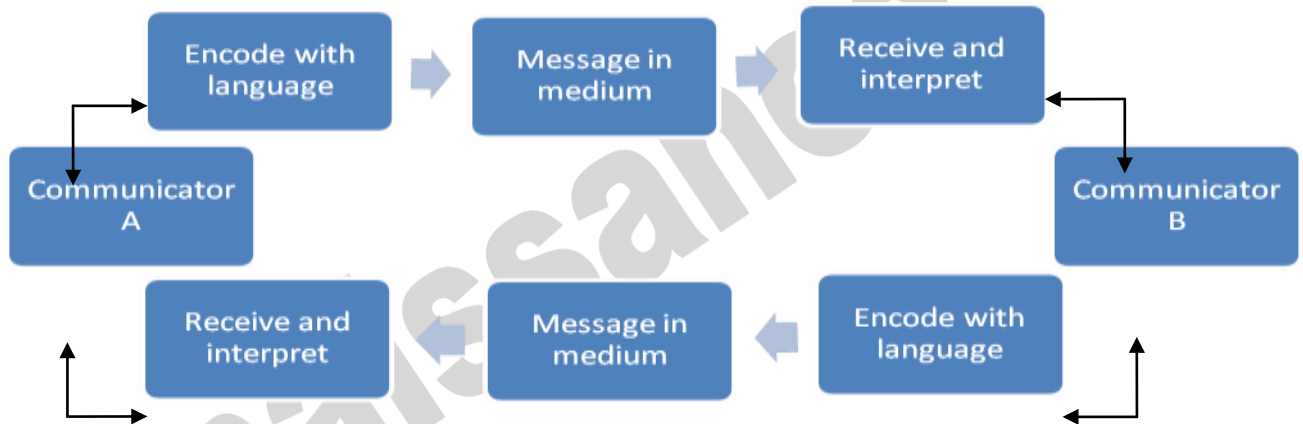 Encode with
language
Message in
medium
Receive and
interpret
Communicator
A
Communicator
B
Receive and
interpret
Message in
medium
Encode with
language